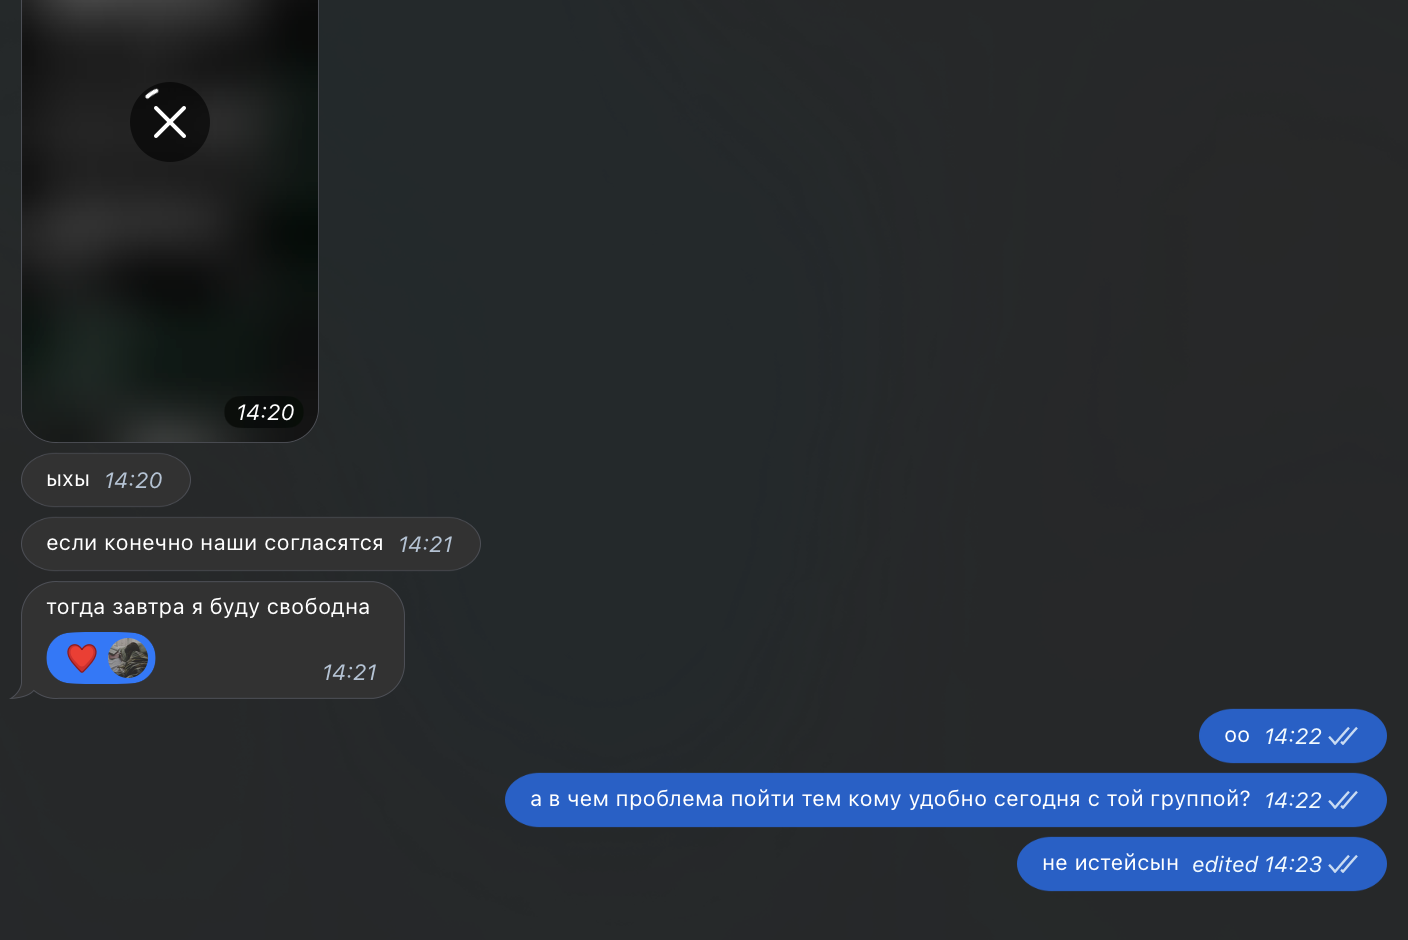 14:20
ыхы 14:20
если конечно наши согласятся 14:21
тогда завтра я буду свободна
14:21
оо 14:22
а в чем проблема пойти тем кому удобно сегодня с той группой? 14:22
не истейсын edited 14:23